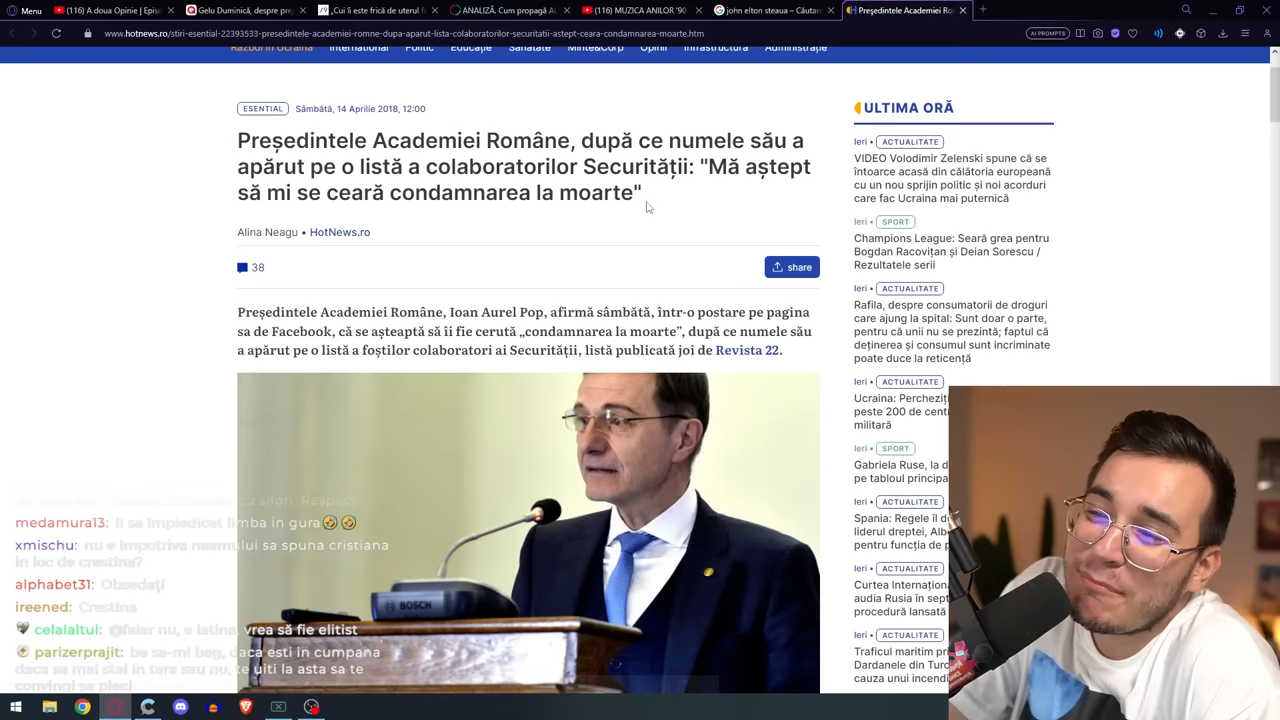 Menu
(116) A doua Opinie
Gelu Duminică, despre pre
„Cui îi este frică de uterul f
ANALIZĂ. Cum propagă AU
(116) MUZICA ANILOR '90
john elton steaua – Căutare
Președintele Academiei Ro
www.hotnews.ro/stiri-esential-22393533-presedintele-academiei-romne-dupa-aparut-lista-colaboratorilor-securitatii-astept-ceara-condamnarea-moarte.htm
AI PROMPTS
Război în Ucraina International Politic Educație Sănătate Minte&Corp Opinii Infrastructura Administrație
ESENTIAL Sâmbătă, 14 Aprilie 2018, 12:00
Președintele Academiei Române, după ce numele său a
apărut pe o listă a colaboratorilor Securității: "Mă aștept
să mi se ceară condamnarea la moarte"
Alina Neagu • HotNews.ro
38
share
Președintele Academiei Române, Ioan Aurel Pop, afirmă sâmbătă, într-o postare pe pagina
sa de Facebook, că se așteaptă să îi fie cerută „condamnarea la moarte”, după ce numele său
a apărut pe o listă a foștilor colaboratori ai Securității, listă publicată joi de Revista 22.
BOSCH
ULTIMA ORĂ
Ieri • ACTUALITATE
VIDEO Volodimir Zelenski spune că se
întoarce acasă din călătoria europeană
cu un nou sprijin politic și noi acorduri
care fac Ucraina mai puternică
Ieri • SPORT
Champions League: Seară grea pentru
Bogdan Racovițan și Deian Sorescu /
Rezultatele serii
Ieri • ACTUALITATE
Rafila, despre consumatorii de droguri
care ajung la spital: Sunt doar o parte,
pentru că unii nu se prezintă; faptul că
deținerea și consumul sunt incriminate
poate duce la reticență
Ieri • ACTUALITATE
Ucraina: Percheziți
peste 200 de cent
militară
Ieri • SPORT
Gabriela Ruse, la d
pe tabloul principa
Ieri • ACTUALITATE
Spania: Regele îl d
liderul dreptei, Alb
pentru funcția de p
Ieri • ACTUALITATE
Curtea Internațion
audia Rusia în sept
procedură lansată
Ieri • ACTUALITATE
Traficul maritim pri
Dardanele din Turc
cauza unui incendi
cu sifon. Respect
medamura13: ii sa impiedicat limba in gura🤣🤣
xmischu: nu e impotriva neamului sa spuna cristiana
in loc de crestina?
alphabet31: Obsedați
ireened: Crestina
celalaltul: @faiar nu, e latina, vrea să fie elitist
parizerprajit: ba sa-mi bag, daca esti in cumpana
daca sa mai stai in tare sau nu, te uiti la asta sa te
convingi sa pleci